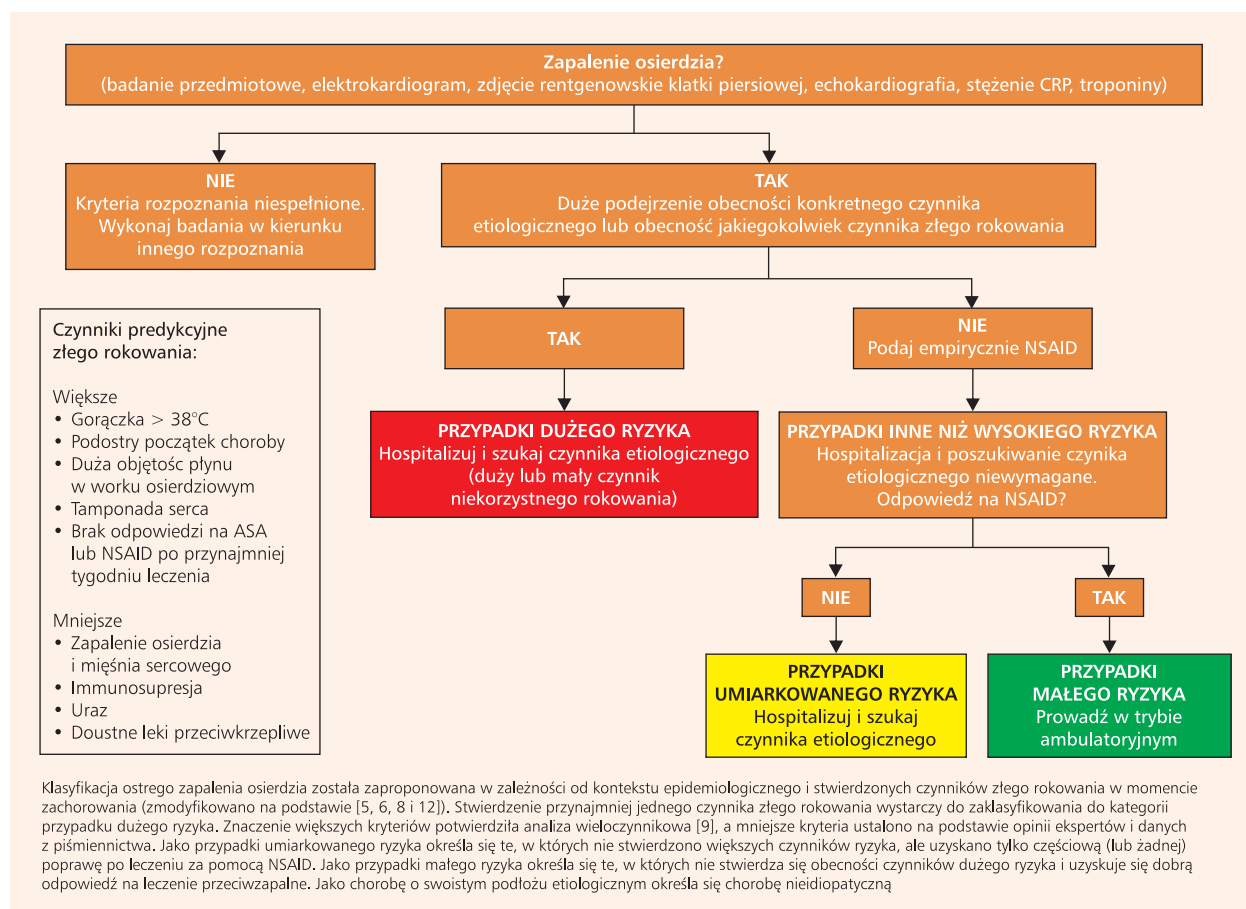 Zapalenie osierdzia?
(badanie przedmiotowe, elektrokardiogram, zdjęcie rentgenowskie klatki piersiowej, echokardiografia, stężenie CRP, troponiny)
NIE
Kryteria rozpoznania niespełnione.
Wykonaj badania w kierunku
innego rozpoznania
TAK
Duże podejrzenie obecności konkretnego czynnika
etiologicznego lub obecność jakiegokolwiek czynnika złego rokowania
TAK
NIE
Podaj empirycznie NSAID
PRZYPADKI DUŻEGO RYZYKA
Hospitalizuj i szukaj czynnika etiologicznego
(duży lub mały czynnik
niekorzystnego rokowania)
PRZYPADKI INNE NIŻ WYSOKIEGO RYZYKA
Hospitalizacja i poszukiwanie czynika
etiologicznego niewymagane.
Odpowiedź na NSAID?
NIE
TAK
PRZYPADKI
UMIARKOWANEGO RYZYKA
Hospitalizuj i szukaj
czynnika etiologicznego
PRZYPADKI
MAŁEGO RYZYKA
Prowadź w trybie
ambulatoryjnym
Czynniki predykcyjne
złego rokowania:
Większe
• Gorączka > 38°C
• Podostry początek choroby
• Duża objętośc płynu
w worku osierdziowym
• Tamponada serca
• Brak odpowiedzi na ASA
lub NSAID po przynajmniej
tygodniu leczenia
Mniejsze
• Zapalenie osierdzia
i mięśnia sercowego
• Immunosupresja
• Uraz
• Doustne leki przeciwkrzepliwe
Klasyfikacja ostrego zapalenia osierdzia została zaproponowana w zależności od kontekstu epidemiologicznego i stwierdzonych czynników złego rokowania w momencie
zachorowania (zmodyfikowano na podstawie [5, 6, 8 i 12]). Stwierdzenie przynajmniej jednego czynnika złego rokowania wystarczy do zaklasyfikowania do kategorii
przypadku dużego ryzyka. Znaczenie większych kryteriów potwierdziła analiza wieloczynnikowa [9], a mniejsze kryteria ustalono na podstawie opinii ekspertów i danych
z piśmiennictwa. Jako przypadki umiarkowanego ryzyka określa się te, w których nie stwierdzono większych czynników ryzyka, ale uzyskano tylko częściową (lub żadnej)
poprawę po leczeniu za pomocą NSAID. Jako przypadki małego ryzyka określa się te, w których nie stwierdza się obecności czynników dużego ryzyka i uzyskuje się dobrą
odpowiedź na leczenie przeciwzapalne. Jako chorobę o swoistym podłożu etiologicznym określa się chorobę nieidiopatyczną